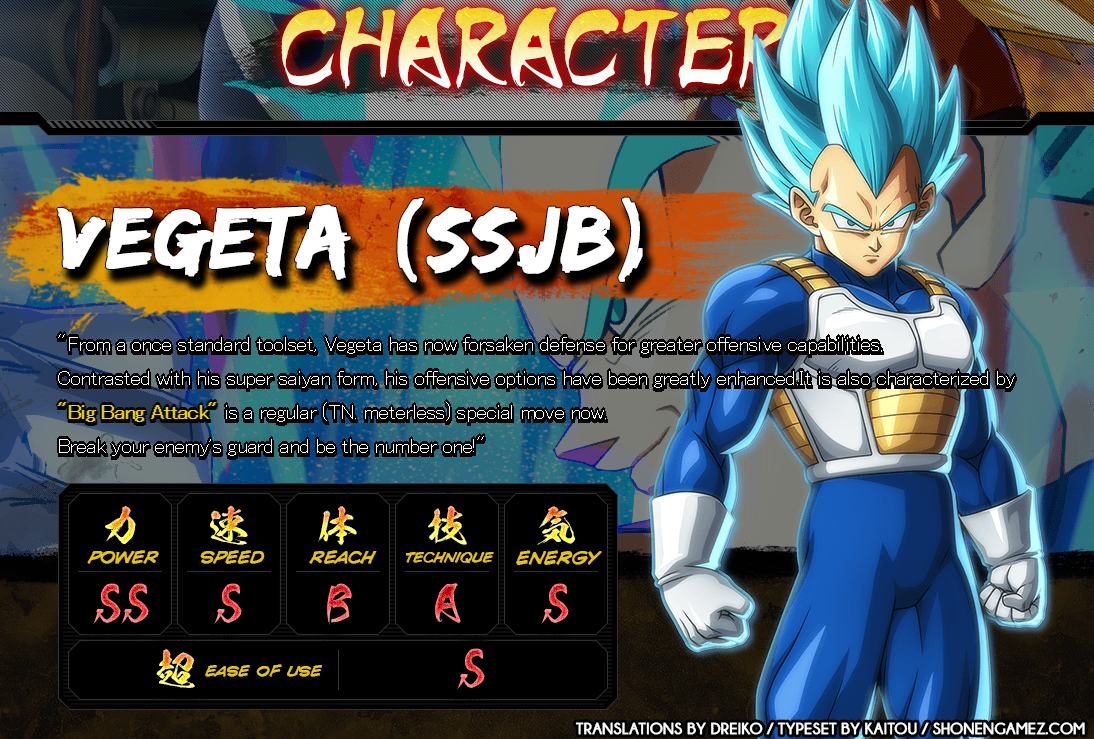 CHARACTER
VEGETA (SSJB)
"From a once standard toolset, Vegeta has now forsaken defense for greater offensive capabilities.
Contrasted with his super saiyan form, his offensive options have been greatly enhanced.It is also characterized by
"Big Bang Attack" is a regular (TN. meterless) special move now.
Break your enemy's guard and be the number one!"
力 速 体 技 気
POWER SPEED REACH TECHNIQUE ENERGY
SS S B A S
超 EASE OF USE S
TRANSLATIONS BY DREIKO / TYPESET BY KAITOU / SHONENGAMEZ.COM